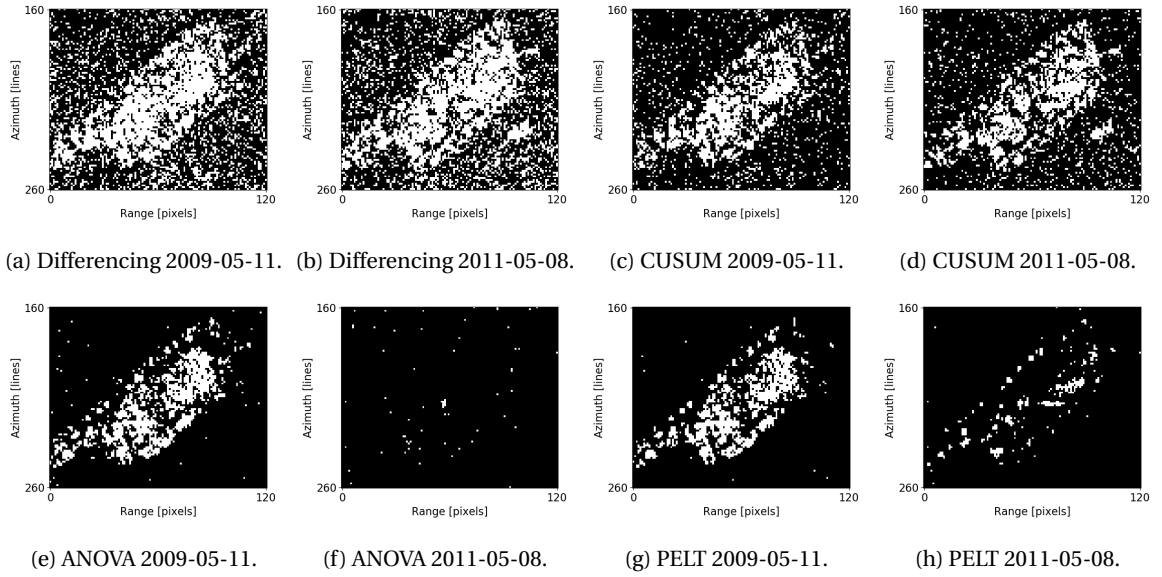 160
Azimuth [lines]
260
0
120
Range [pixels]
160
Azimuth [lines]
260
0
120
Range [pixels]
160
Azimuth [lines]
260
0
120
Range [pixels]
160
Azimuth [lines]
260
0
120
Range [pixels]
(a) Differencing 2009-05-11.
(b) Differencing 2011-05-08.
(c) CUSUM 2009-05-11.
(d) CUSUM 2011-05-08.
160
Azimuth [lines]
260
0
120
Range [pixels]
160
Azimuth [lines]
260
0
120
Range [pixels]
160
Azimuth [lines]
260
0
120
Range [pixels]
160
Azimuth [lines]
260
0
120
Range [pixels]
(e) ANOVA 2009-05-11.
(f) ANOVA 2011-05-08.
(g) PELT 2009-05-11.
(h) PELT 2011-05-08.